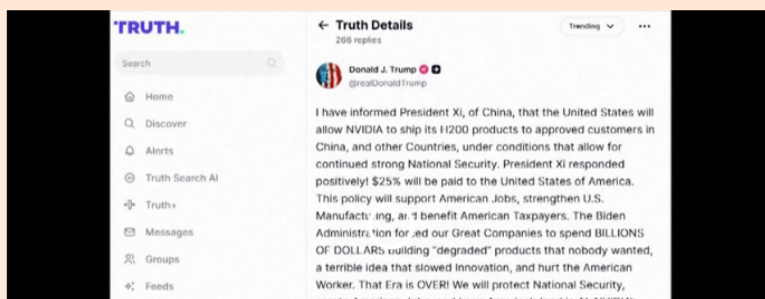 TRUTH.
Search
Home
Discover
Alerts
Truth Search AI
Truth+
Messages
Groups
Feeds
← Truth Details
266 replies
Trending
Donald J. Trump
@realDonaldTrump
I have informed President Xi, of China, that the United States will
allow NVIDIA to ship its H200 products to approved customers in
China, and other Countries, under conditions that allow for
continued strong National Security. President Xi responded
positively! $25% will be paid to the United States of America.
This policy will support American Jobs, strengthen U.S.
Manufacturing, and benefit American Taxpayers. The Biden
Administration forced our Great Companies to spend BILLIONS
OF DOLLARS building "degraded" products that nobody wanted,
a terrible idea that slowed Innovation, and hurt the American
Worker. That Era is OVER! We will protect National Security,